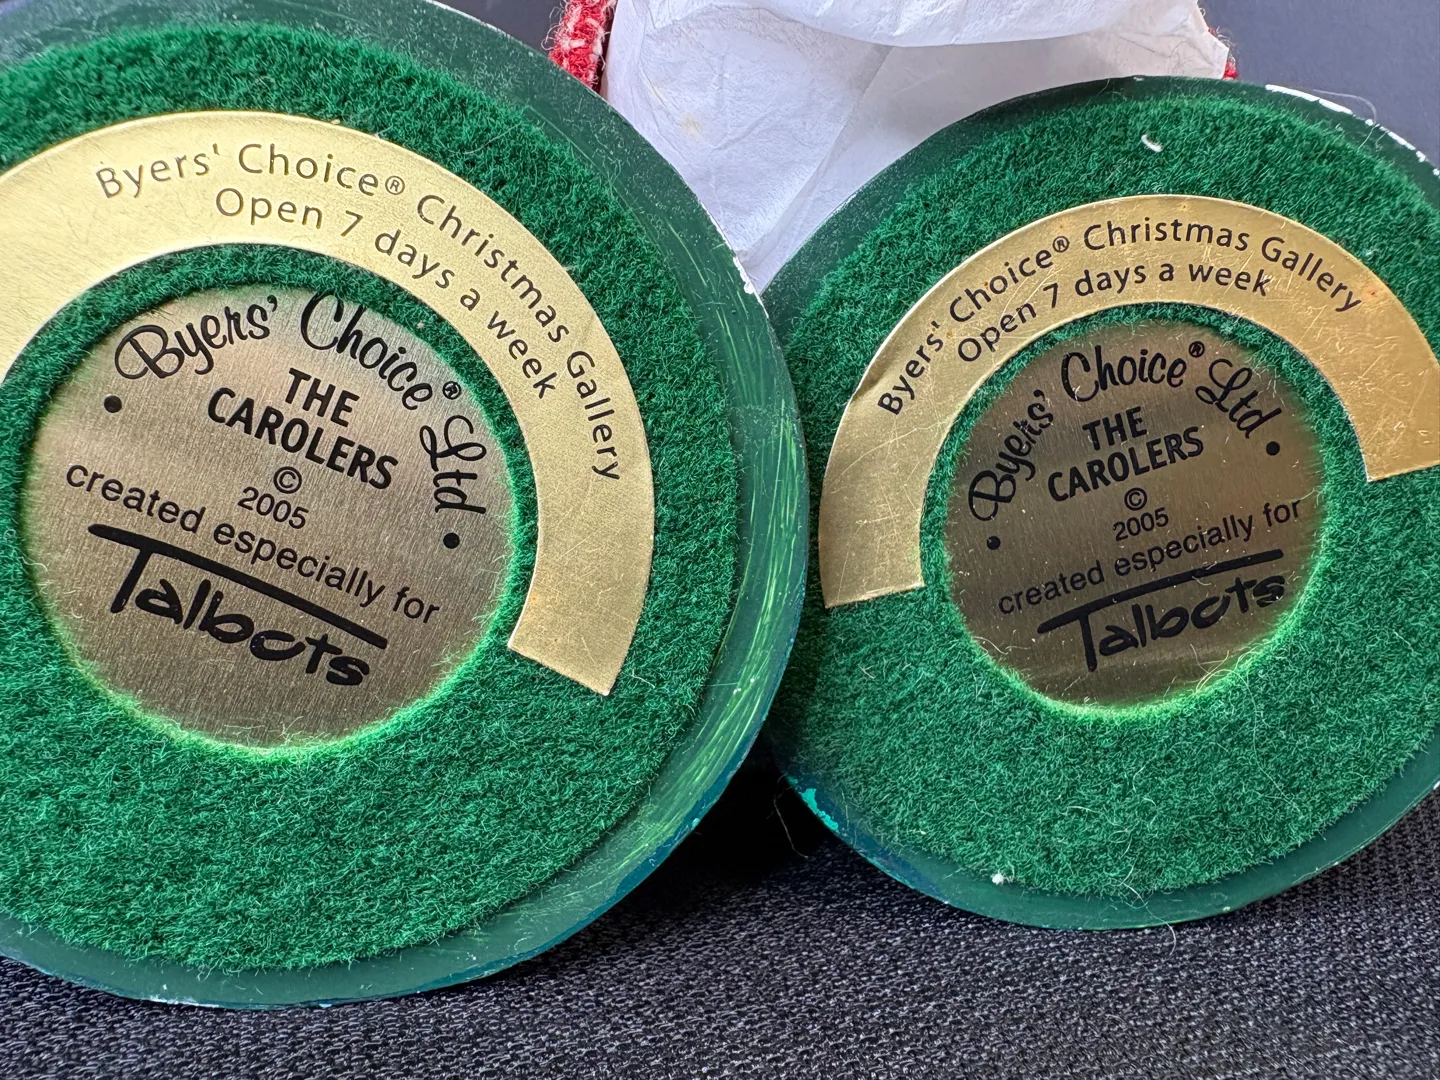 Byers' Choice® Christmas Gallery
Open 7 days a week
Byers' Choice® Ltd
THE
CAROLERS
©
2005
created especially for
Talbots
Byers' Choice® Christmas Gallery
Open 7 days a week
Byers' Choice® Ltd
THE
CAROLERS
©
2005
created especially for
Talbots